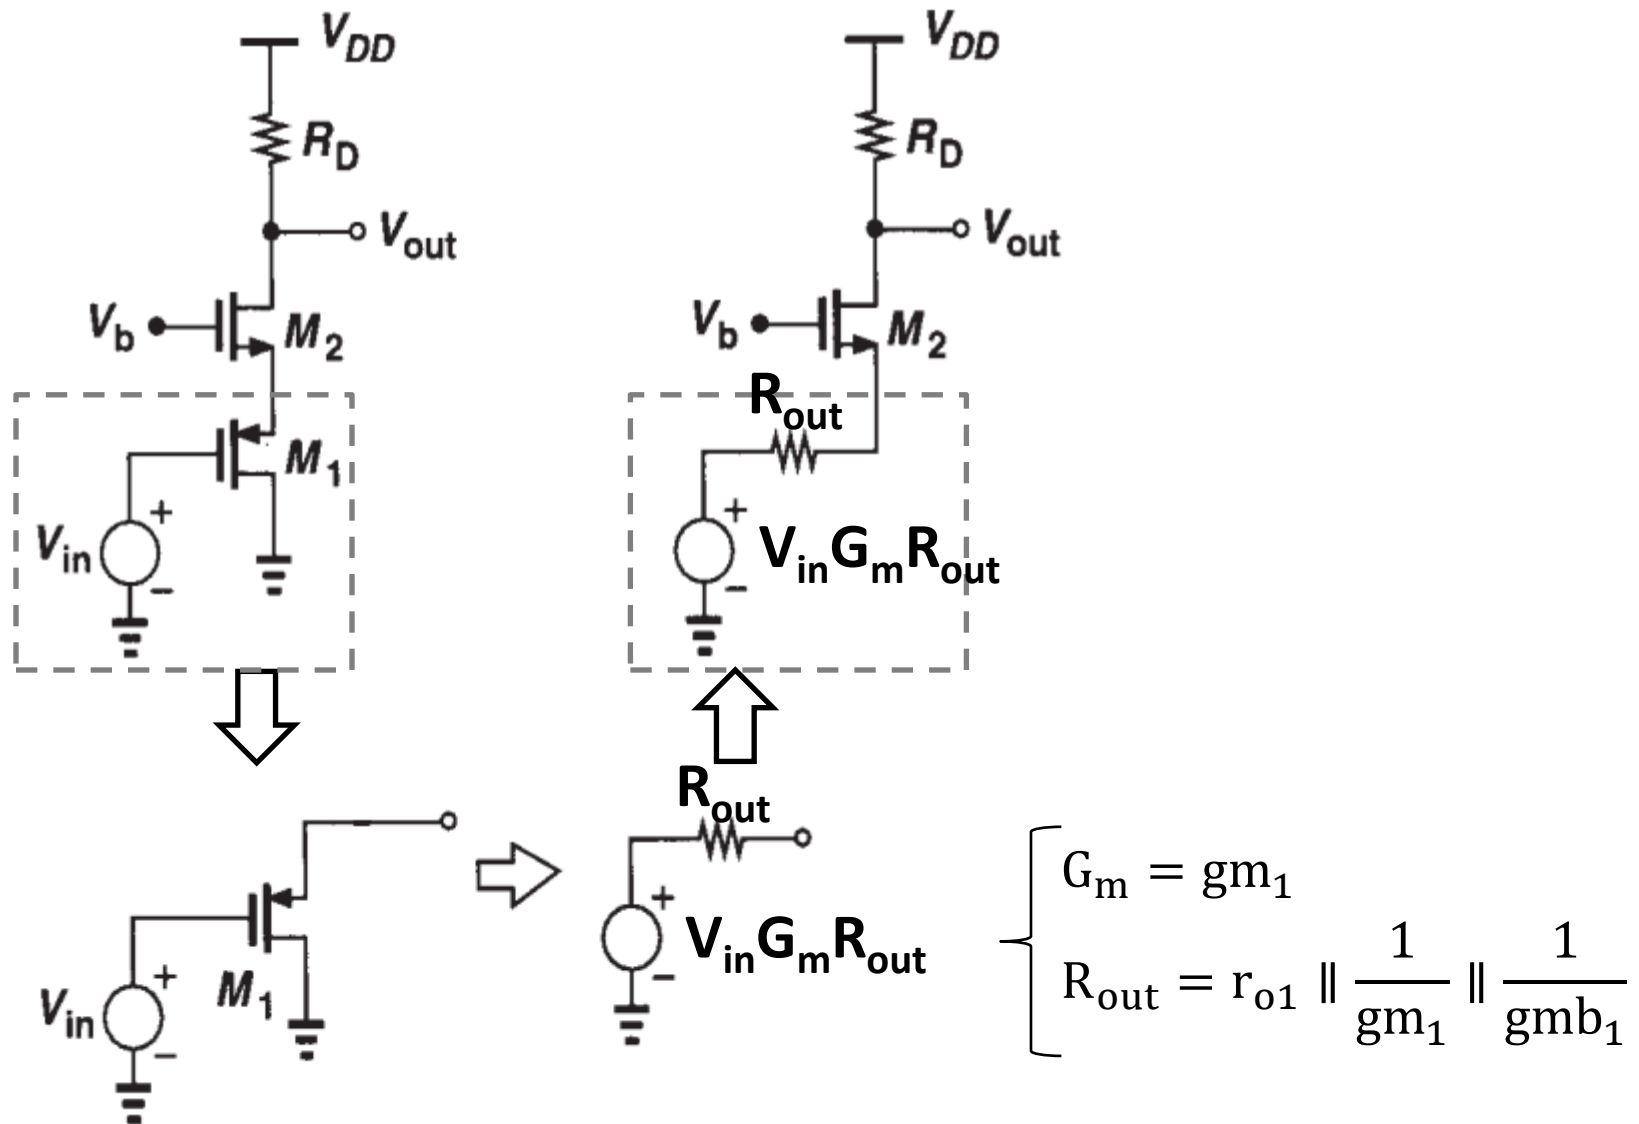 V_DD
R_D
V_out
V_b
M_2
M_1
V_in
+
−
V_DD
R_D
V_out
V_b
M_2
R_out
+
V_inG_mR_out
−
M_1
V_in
+
−
R_out
+
V_inG_mR_out
−
G_m = gm_1
R_out = r_o1 ∥ 1/gm_1 ∥ 1/gmb_1